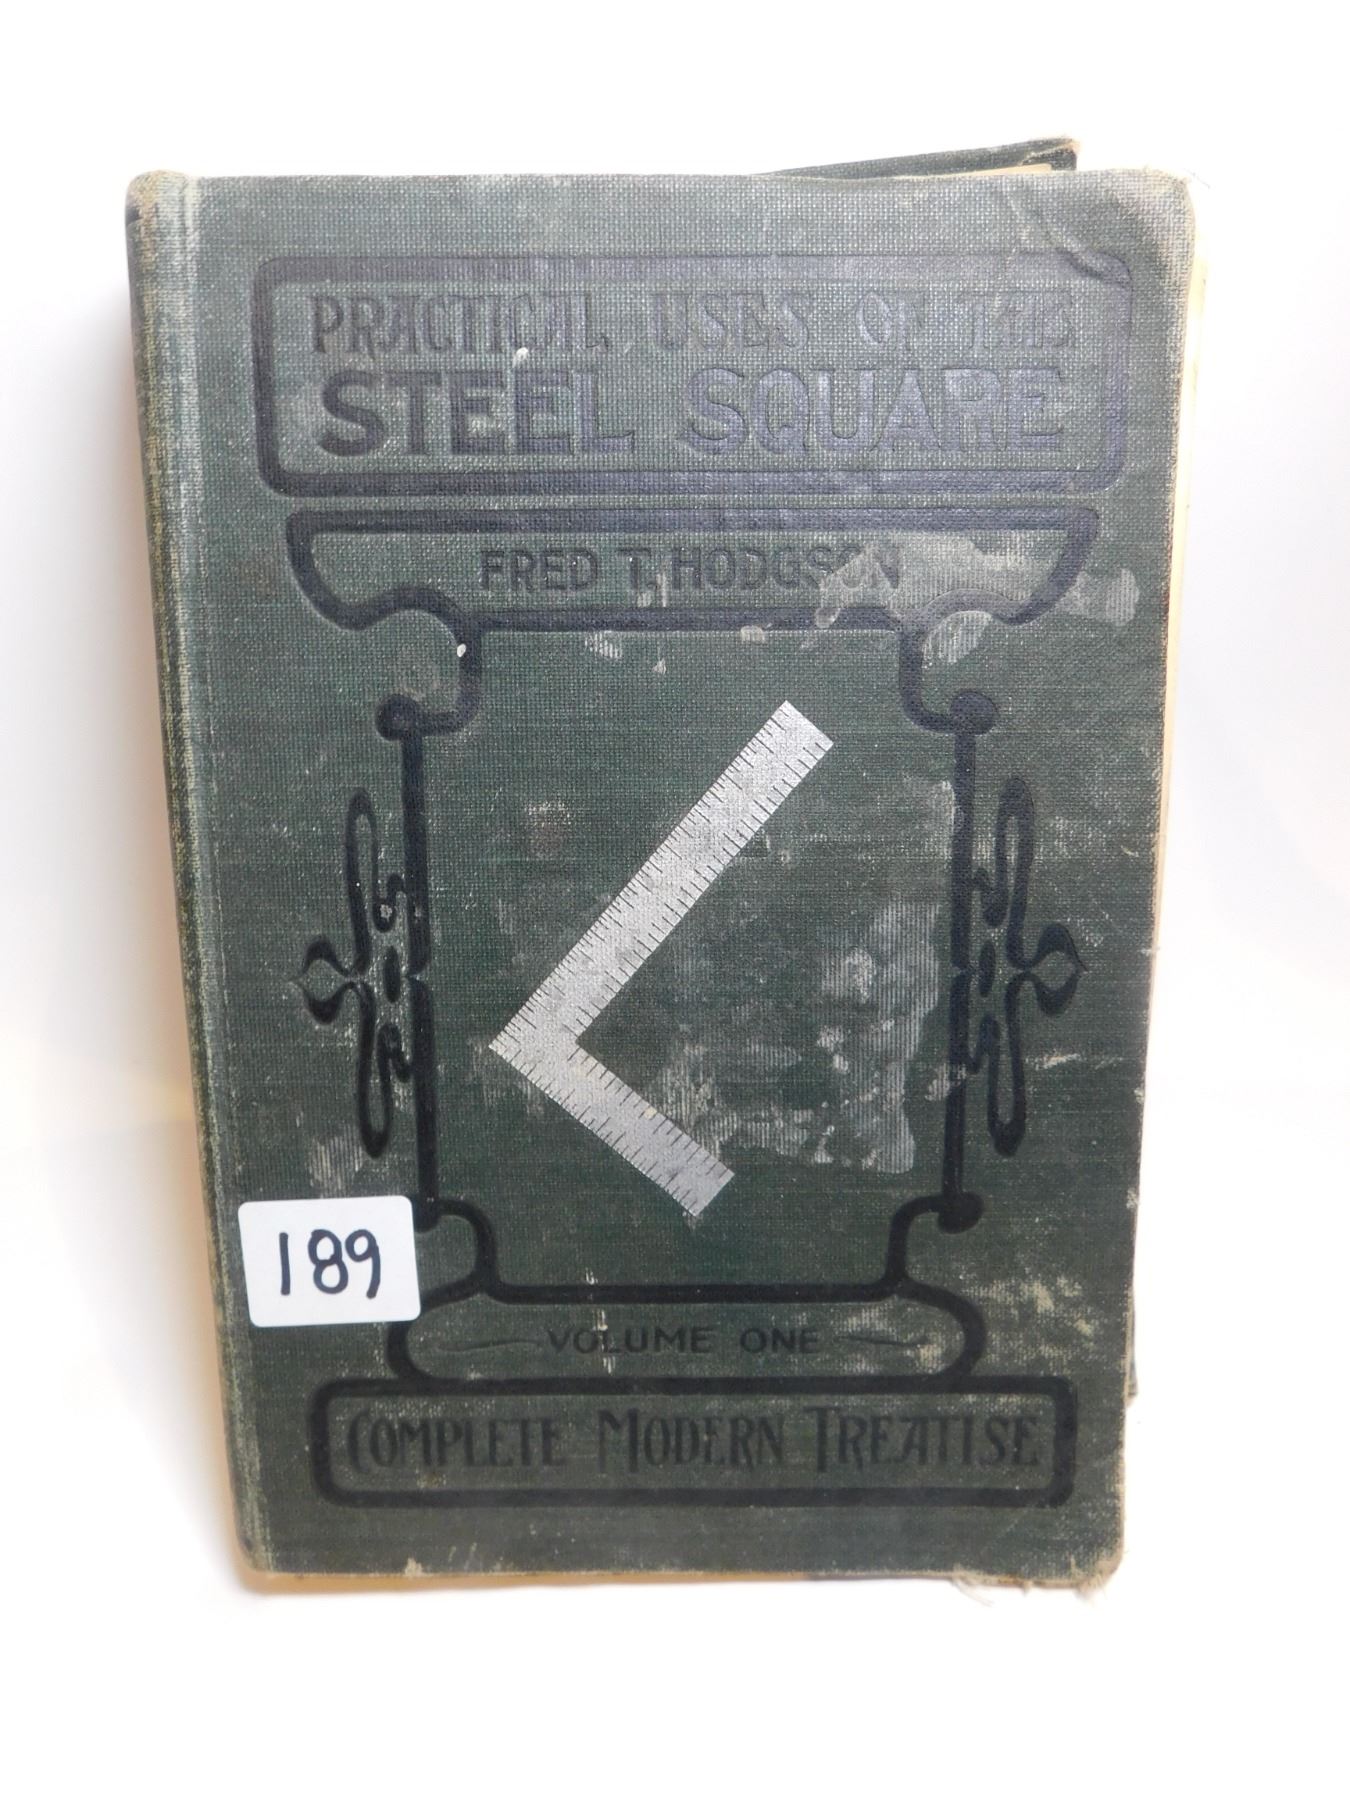 PRACTICAL USES OF THE
STEEL SQUARE
FRED T. HODGSON
189
VOLUME ONE
COMPLETE MODERN TREATISE